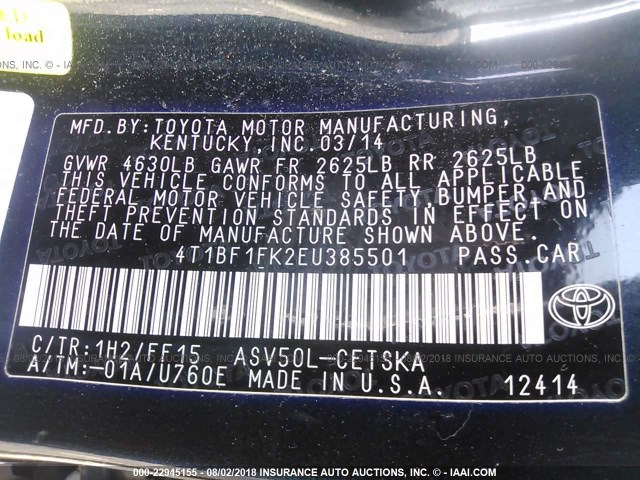 load
MFD.BY:TOYOTA MOTOR MANUFACTURING,
KENTUCKY,INC.03/14
GVWR 4630LB GAWR FR 2625LB RR 2625LB
THIS VEHICLE CONFORMS TO ALL APPLICABLE
FEDERAL MOTOR VEHICLE SAFETY,BUMPER,AND
THEFT PREVENTION STANDARDS IN EFFECT ON
THE DATE OF MANUFACTURE SHOWN ABOVE.
4T1BF1FK2EU385501 PASS.CAR
C/TR:1H2/FF15 ASV50L-CETSKA
A/TM:-01A/U760E MADE IN U.S.A. 12414
000-22945155 - 08/02/2018 - INSURANCE AUTO AUCTIONS, INC. © - IAAI.COM